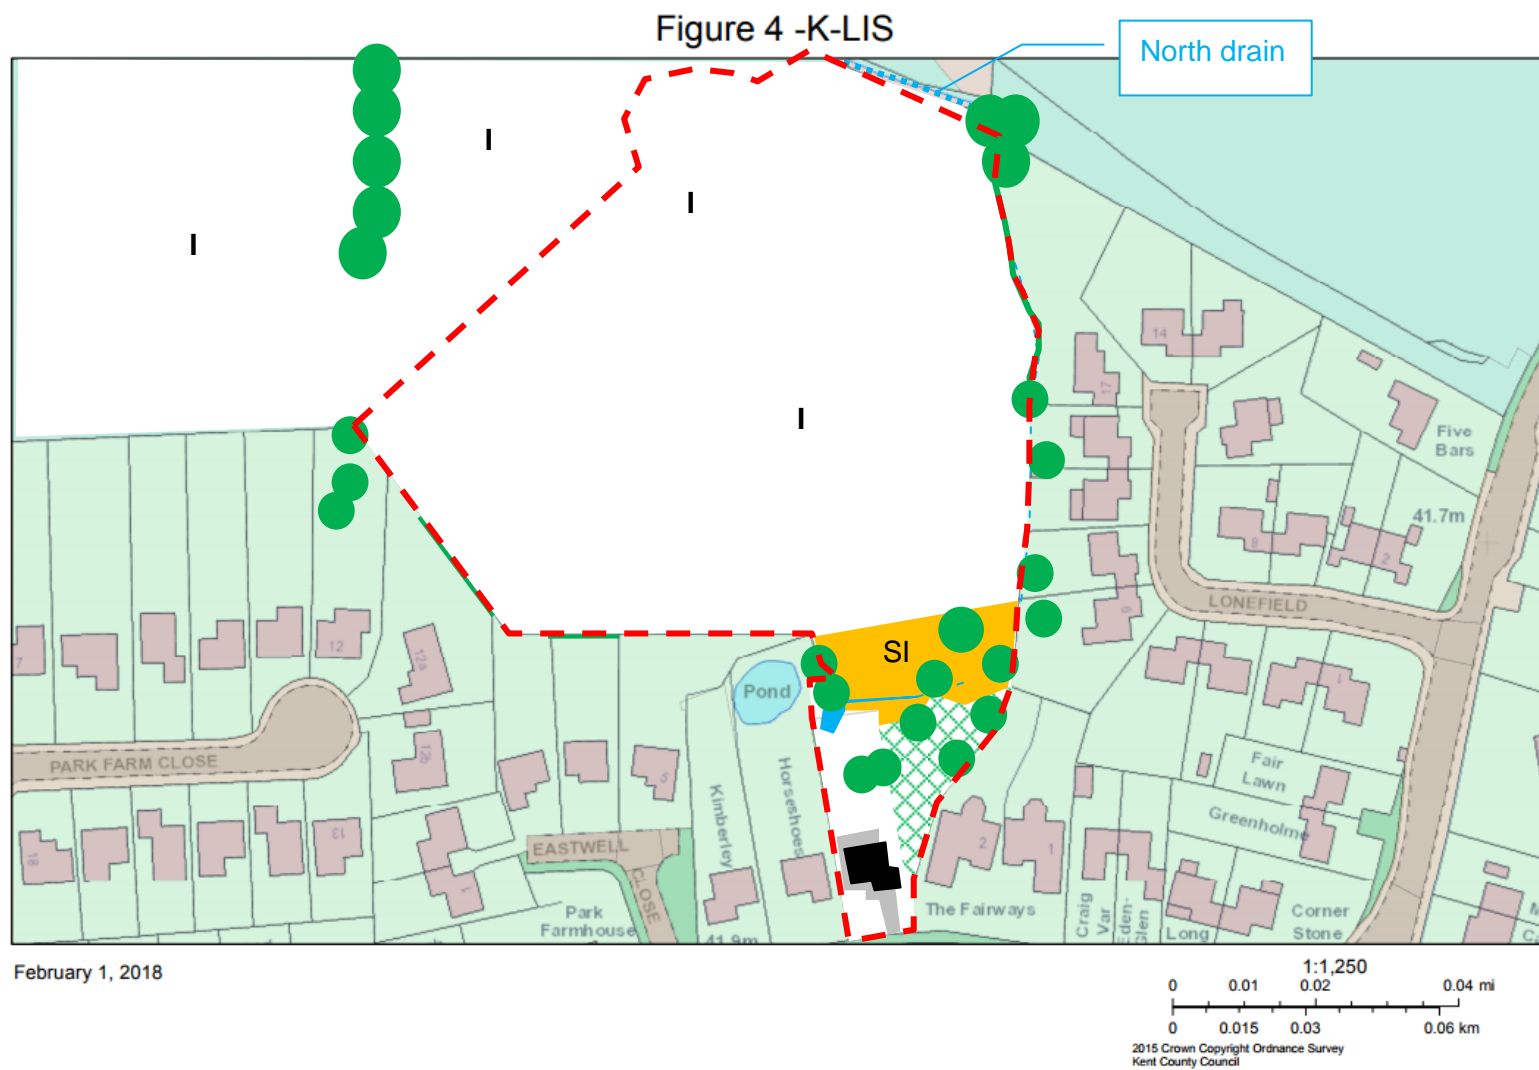 Figure 4 -K-LIS
North drain
I
I
I
I
14
17
Five
Bars
41.7m
8
2
LONEFIELD
6
SI
7
12
12a
Pond
1
PARK FARM CLOSE
12b
5
Fair
Lawn
Horseshoes
Kimberley
Greenholme
18
13
EASTWELL
CLOSE
2
1
1
Park
Farmhouse
The Fairways
Craig
Var
Eden-
Glen
Long
Corner
Stone
41.9m
February 1, 2018
1:1,250
0 0.01 0.02 0.04 mi
0 0.015 0.03 0.06 km
2015 Crown Copyright Ordnance Survey
Kent County Council